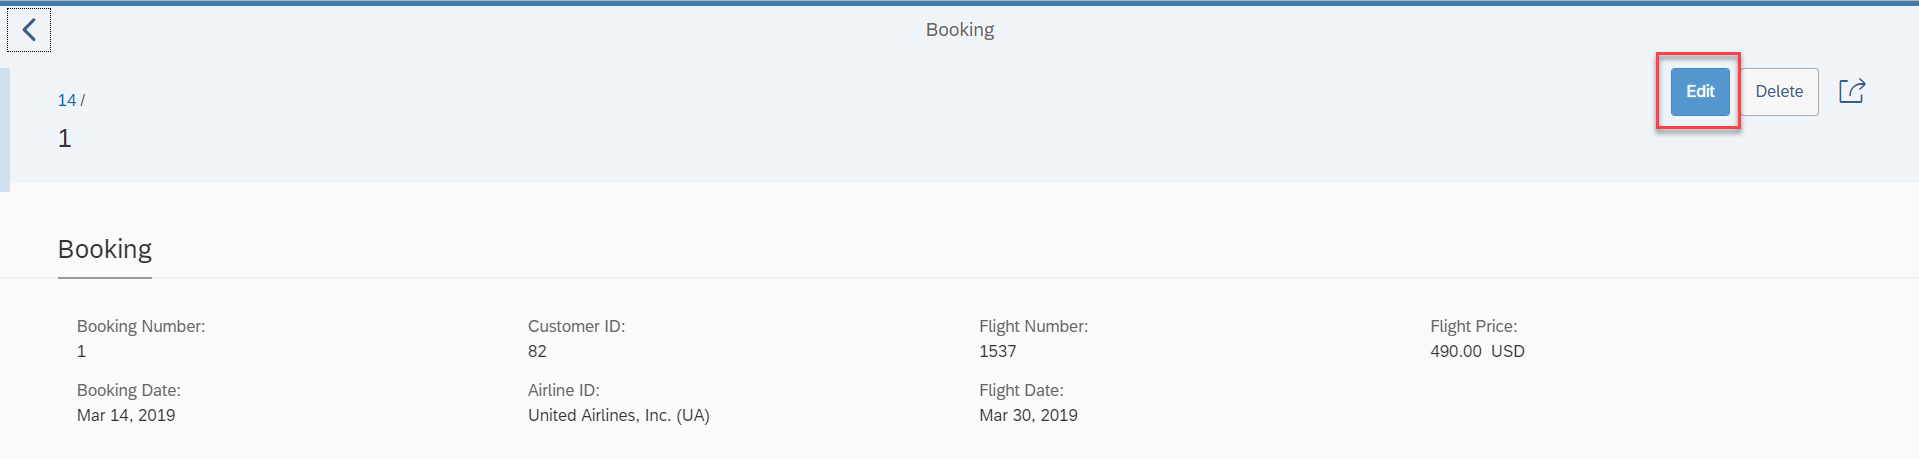 Booking
14 /
Edit Delete
1
Booking
Booking Number: Customer ID: Flight Number: Flight Price:
1 82 1537 490.00 USD
Booking Date: Airline ID: Flight Date:
Mar 14, 2019 United Airlines, Inc. (UA) Mar 30, 2019